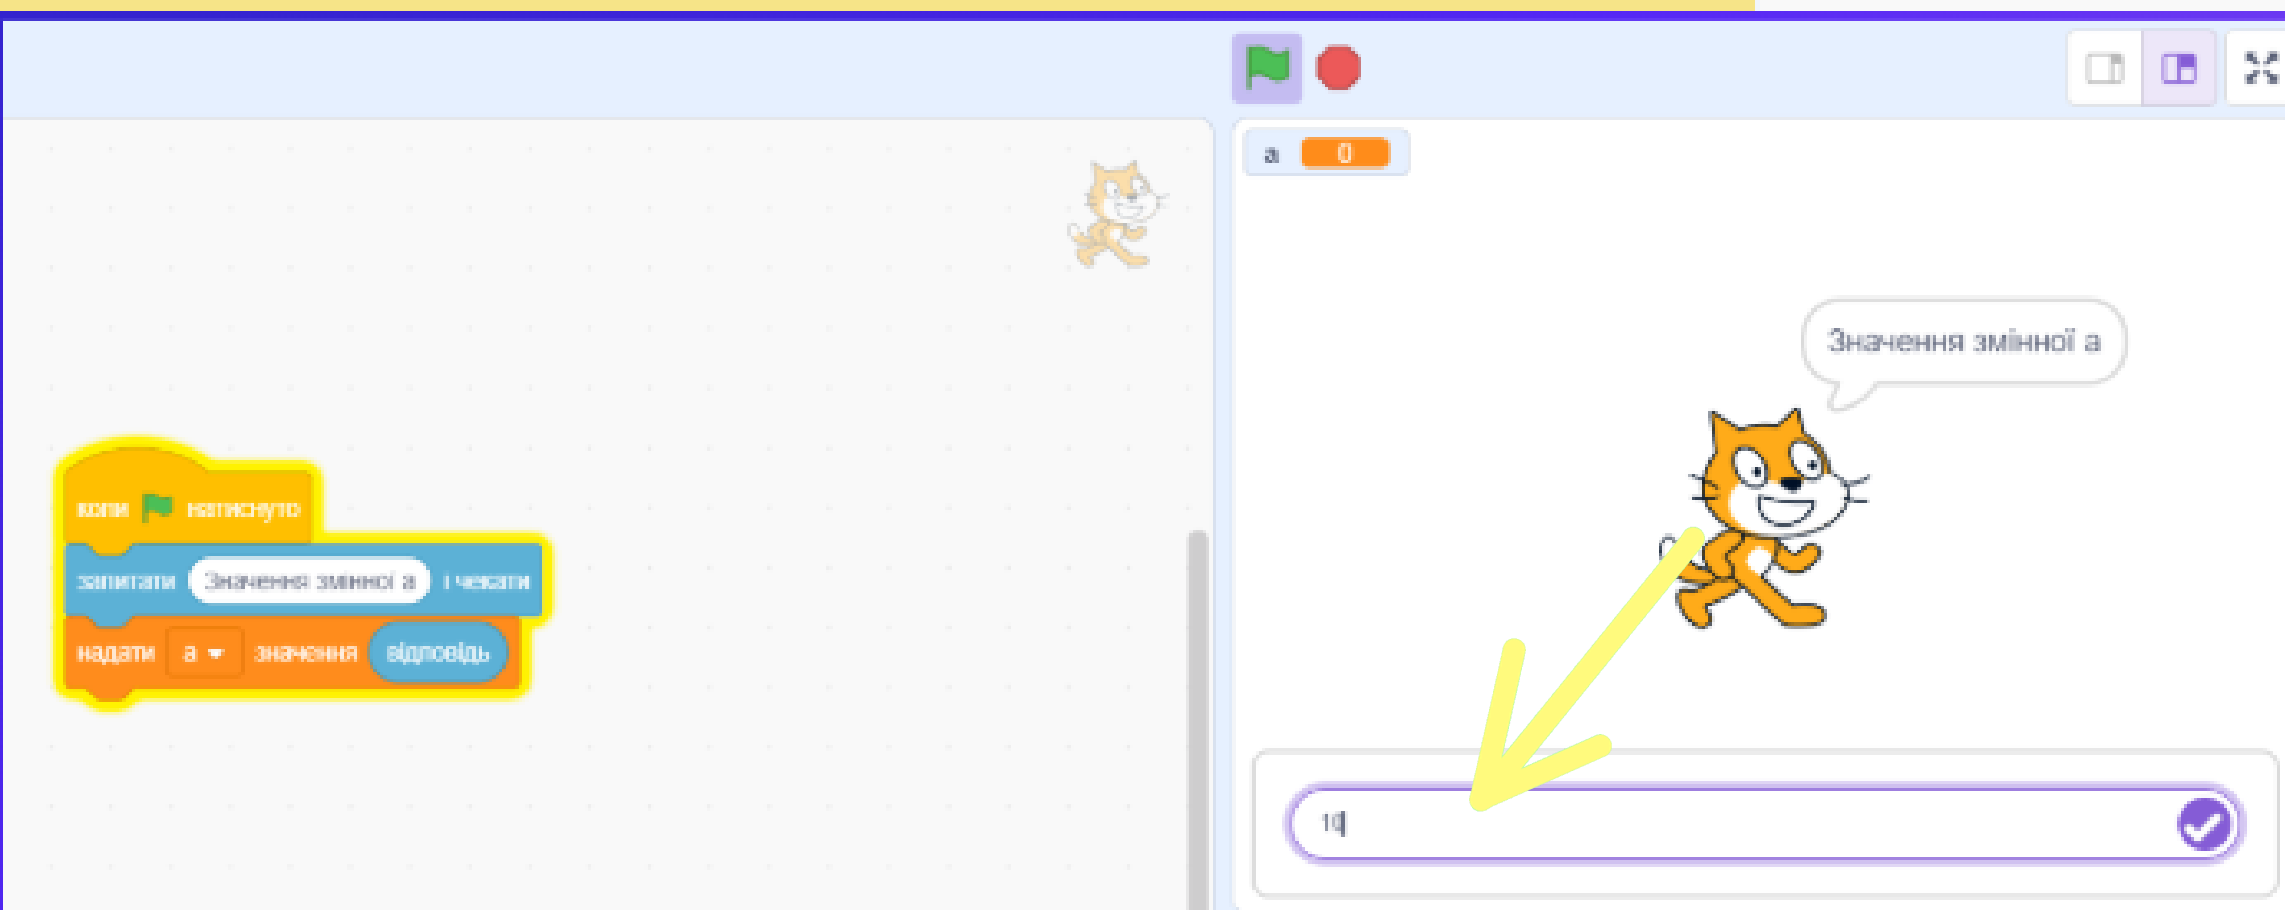 a 0
Значення змінної a
коли натиснуто
запитати Значення змінної a і чекати
надати a значення відповідь
10